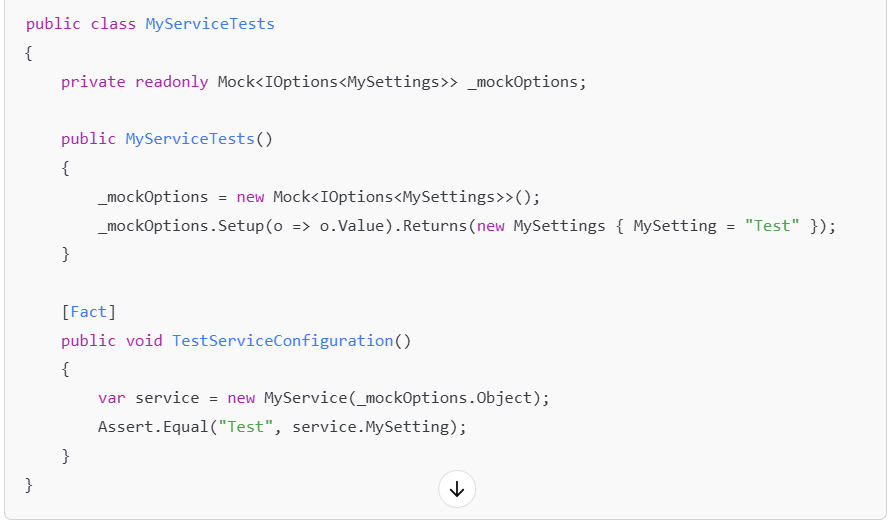 public class MyServiceTests
{
    private readonly Mock<IOptions<MySettings>> _mockOptions;

    public MyServiceTests()
    {
        _mockOptions = new Mock<IOptions<MySettings>>();
        _mockOptions.Setup(o => o.Value).Returns(new MySettings { MySetting = "Test" });
    }

    [Fact]
    public void TestServiceConfiguration()
    {
        var service = new MyService(_mockOptions.Object);
        Assert.Equal("Test", service.MySetting);
    }
}